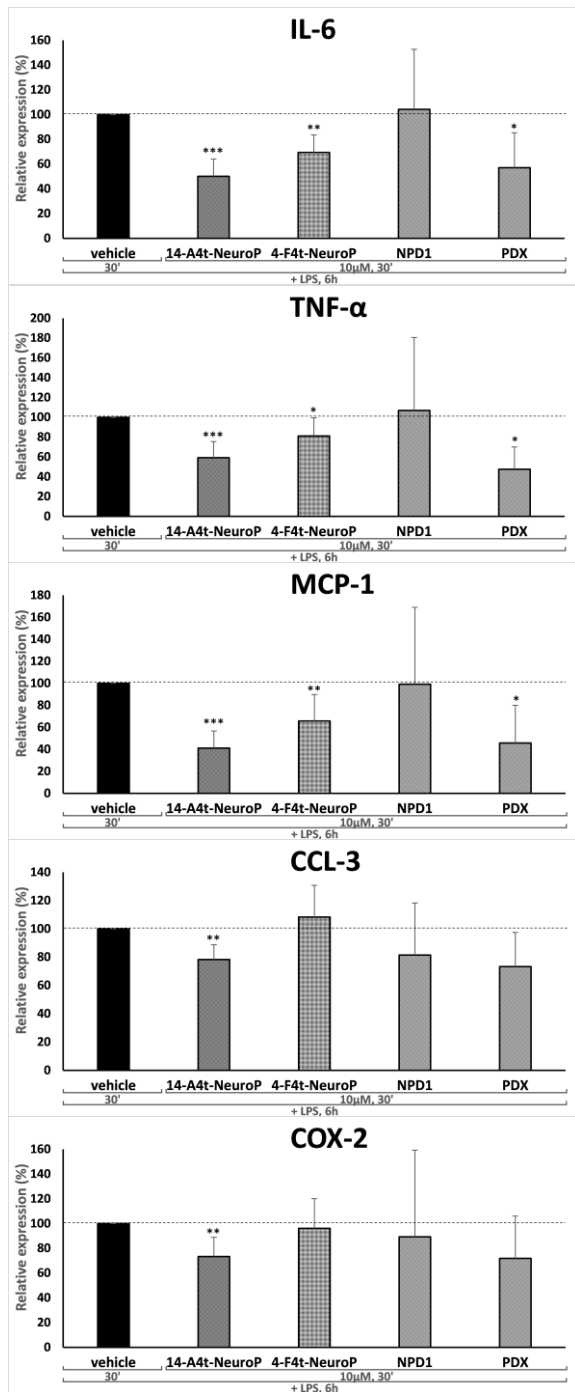 IL-6
Relative expression (%)
160
140
120
100
80
60
40
20
0
***
**
*
vehicle 14-A4t-NeuroP 4-F4t-NeuroP NPD1 PDX
30' 10µM, 30'
+ LPS, 6h
TNF-α
Relative expression (%)
200
180
160
140
120
100
80
60
40
20
0
***
*
*
vehicle 14-A4t-NeuroP 4-F4t-NeuroP NPD1 PDX
30' 10µM, 30'
+ LPS, 6h
MCP-1
Relative expression (%)
180
160
140
120
100
80
60
40
20
0
***
**
*
vehicle 14-A4t-NeuroP 4-F4t-NeuroP NPD1 PDX
30' 10µM, 30'
+ LPS, 6h
CCL-3
Relative expression (%)
140
120
100
80
60
40
20
0
**
vehicle 14-A4t-NeuroP 4-F4t-NeuroP NPD1 PDX
30' 10µM, 30'
+ LPS, 6h
COX-2
Relative expression (%)
160
140
120
100
80
60
40
20
0
**
vehicle 14-A4t-NeuroP 4-F4t-NeuroP NPD1 PDX
30' 10µM, 30'
+ LPS, 6h